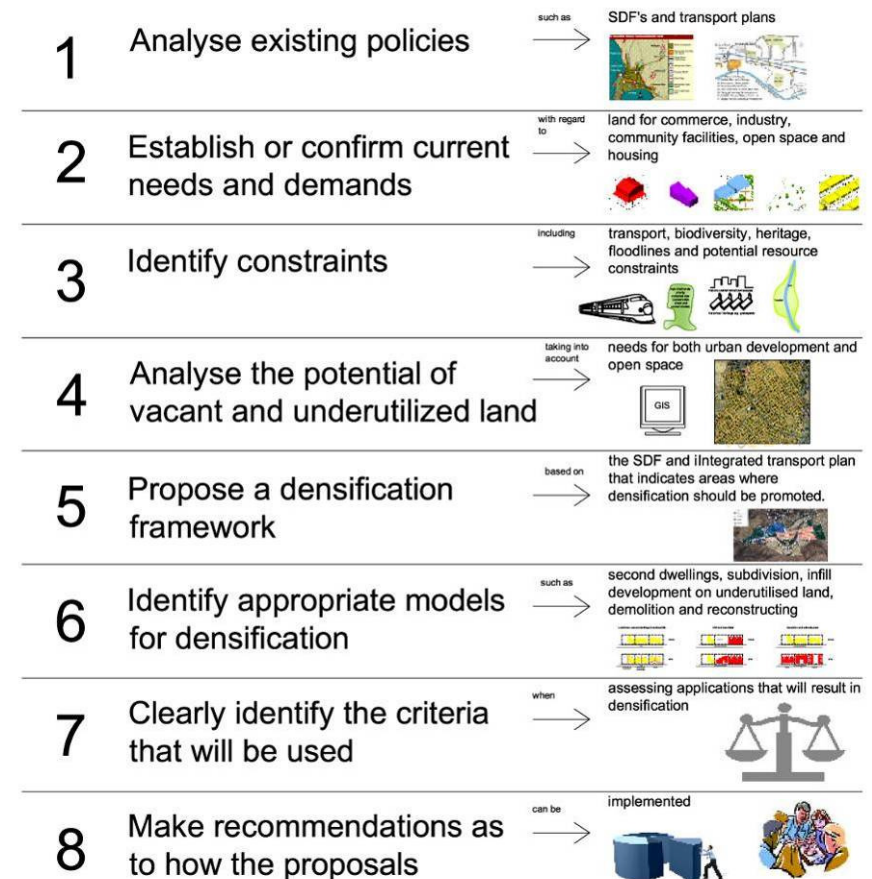 1
Analyse existing policies
such as
SDF's and transport plans
2
Establish or confirm current
needs and demands
with regard
to
land for commerce, industry,
community facilities, open space and
housing
3
Identify constraints
including
transport, biodiversity, heritage,
floodlines and potential resource
constraints
4
Analyse the potential of
vacant and underutilized land
taking into
account
needs for both urban development and
open space
GIS
5
Propose a densification
framework
based on
the SDF and iIntegrated transport plan
that indicates areas where
densification should be promoted.
6
Identify appropriate models
for densification
such as
second dwellings, subdivision, infill
development on underutilised land,
demolition and reconstructing
7
Clearly identify the criteria
that will be used
when
assessing applications that will result in
densification
8
Make recommendations as
to how the proposals
can be
implemented